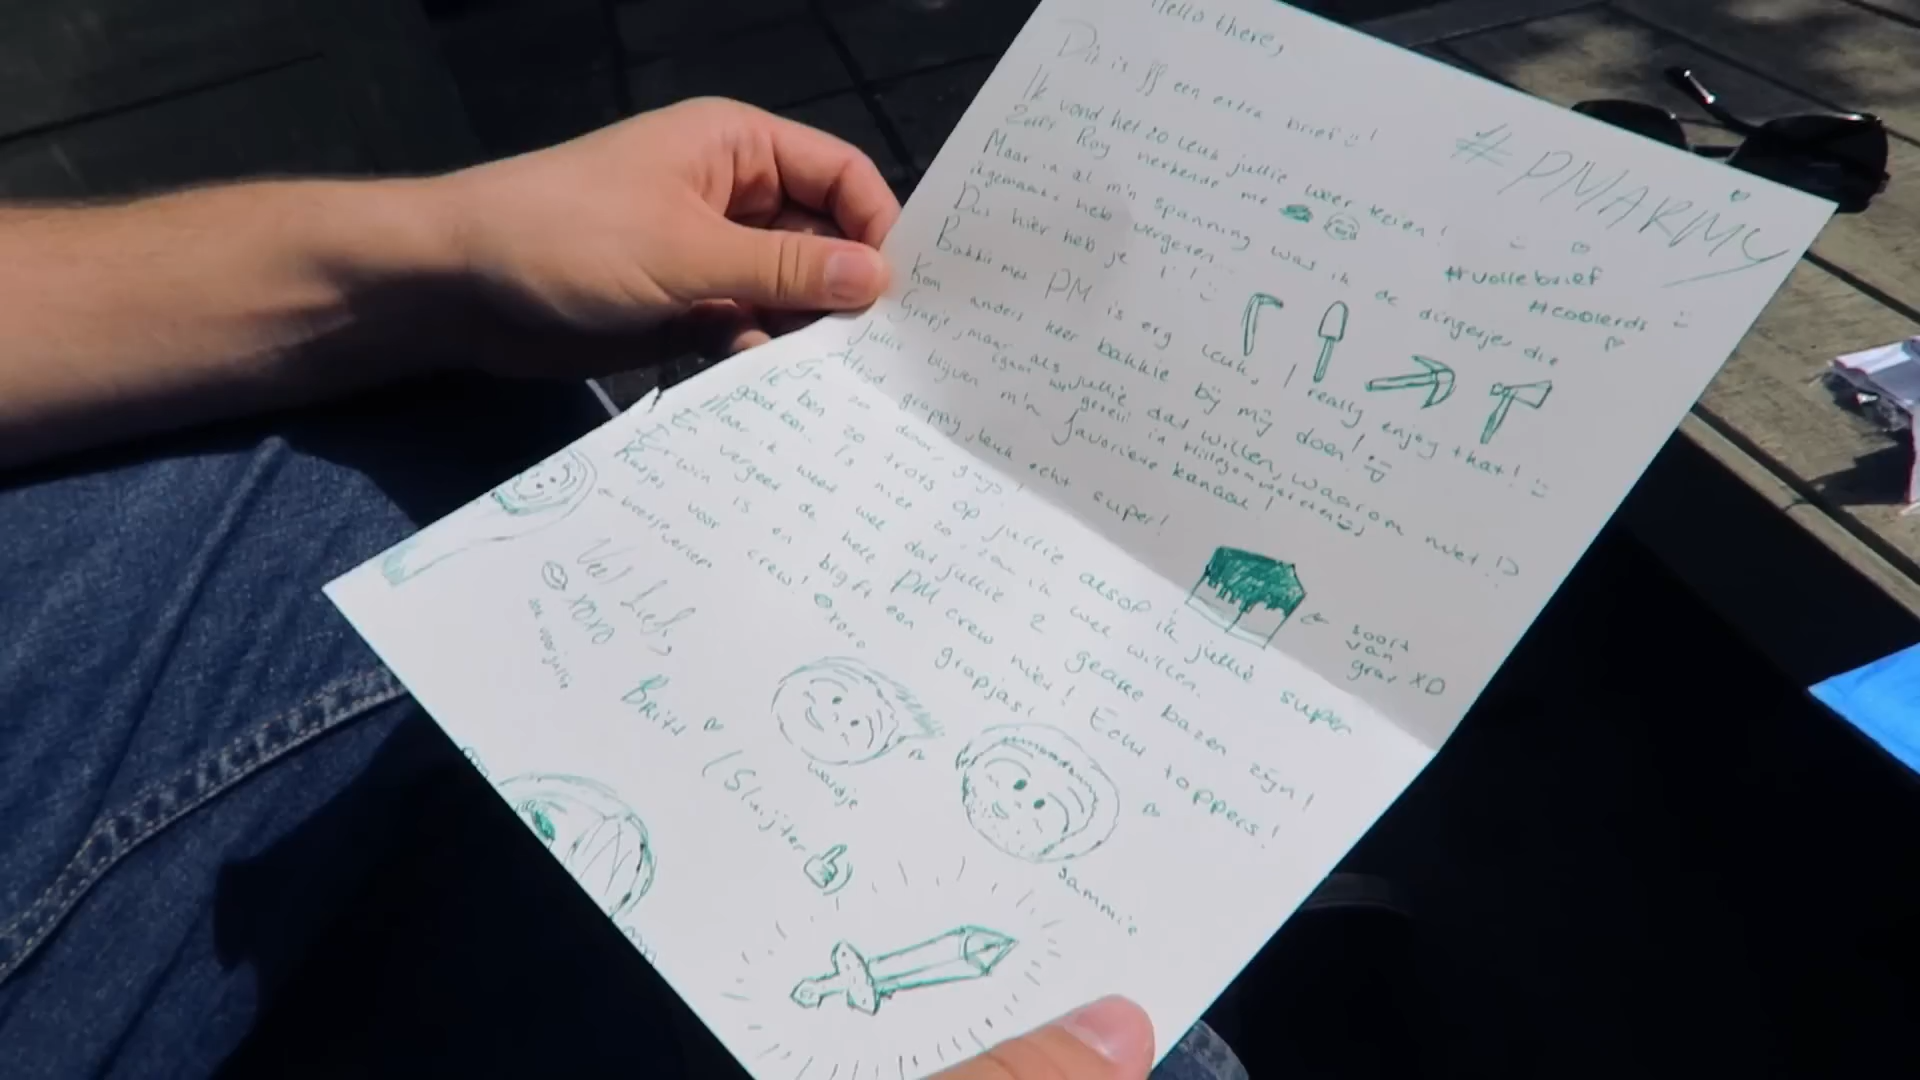 Hello there,
Dit is ff een extra brief!
Ik vond het zo leuk jullie weer te zien!
Zelfs Roy herkende me
Maar in al m'n spanning was ik de dingetjes die
ik gemaakt heb vergeten
Dus hier heb je 1!
Bakkie met PM is erg leuk, I really enjoy that!
Kom anders keer bakkie bij mij doen!
Grapje, maar als jullie dat willen, waarom niet!?
Jullie blijven m'n favoriete kanaal!
Altijd grappig, leuk echt super!
Ga zo door, guys!
Ik ben zo trots op jullie alsof ik jullie super
goed ken. Is niet zo, zou ik wel willen.
Maar ik weet wel dat jullie 2 geare bazen zijn!
En vergeet de hele PM crew niet! Echt toppers!
Erwin is en blijft een grapjas!
Kusjes voor crew!
xoxo
#PMARMY
#vollebrief
#coolerds
soort
van
gras XD
Veel Liefs,
xoxo
Britt
(Sluijter
wardje
sammie